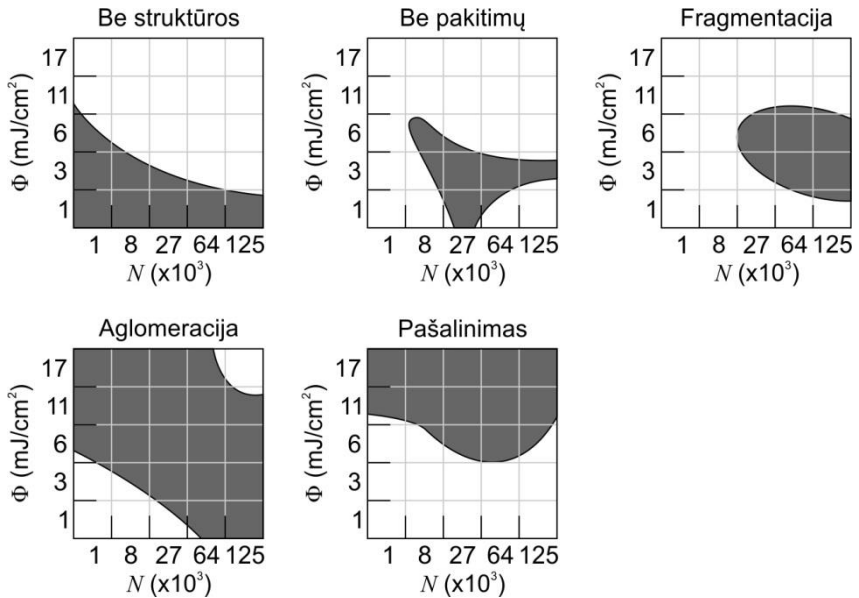 Be struktūros
17
11
6
3
1
Φ (mJ/cm²)
1 8 27 64 125
N (x10³)
Be pakitimų
17
11
6
3
1
Φ (mJ/cm²)
1 8 27 64 125
N (x10³)
Fragmentacija
17
11
6
3
1
Φ (mJ/cm²)
1 8 27 64 125
N (x10³)
Aglomeracija
17
11
6
3
1
Φ (mJ/cm²)
1 8 27 64 125
N (x10³)
Pašalinimas
17
11
6
3
1
Φ (mJ/cm²)
1 8 27 64 125
N (x10³)